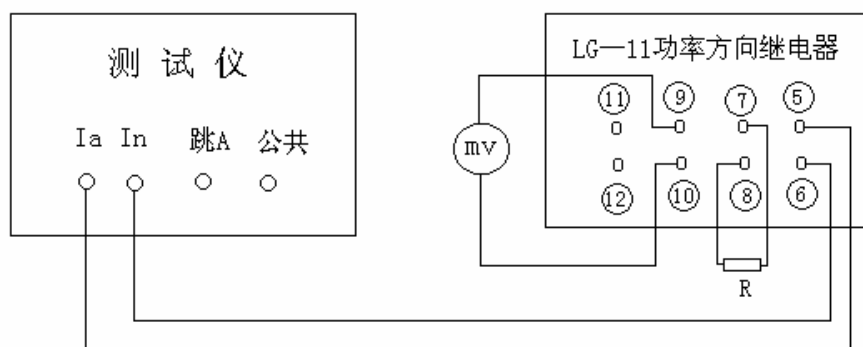 测 试 仪
Ia In 跳A 公共
LG—11功率方向继电器
⑪ ⑨ ⑦ ⑤
mv
⑫ ⑩ ⑧ ⑥
R